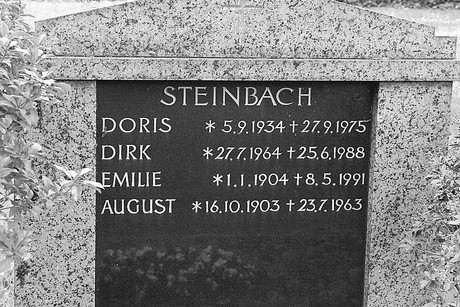 STEINBACH
DORIS * 5.9.1934 † 27.9.1975
DIRK * 27.7.1964 † 25.6.1988
EMILIE * 1.1.1904 † 8.5.1991
AUGUST * 16.10.1903 † 23.7.1963